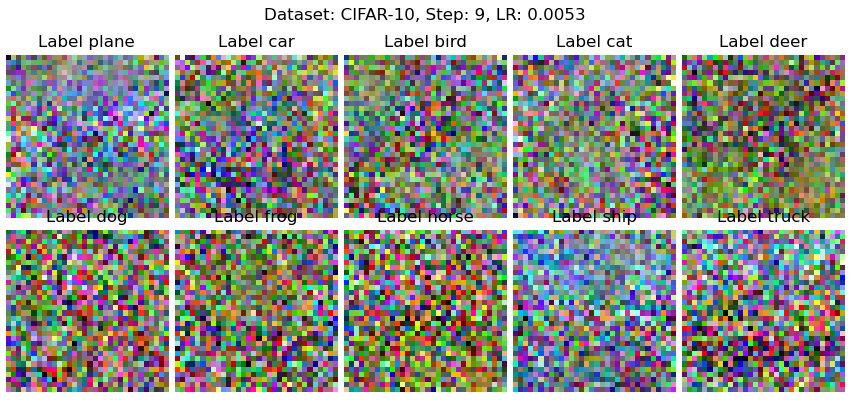 Dataset: CIFAR-10, Step: 9, LR: 0.0053
Label plane Label car Label bird Label cat Label deer
Label dog Label frog Label horse Label ship Label truck